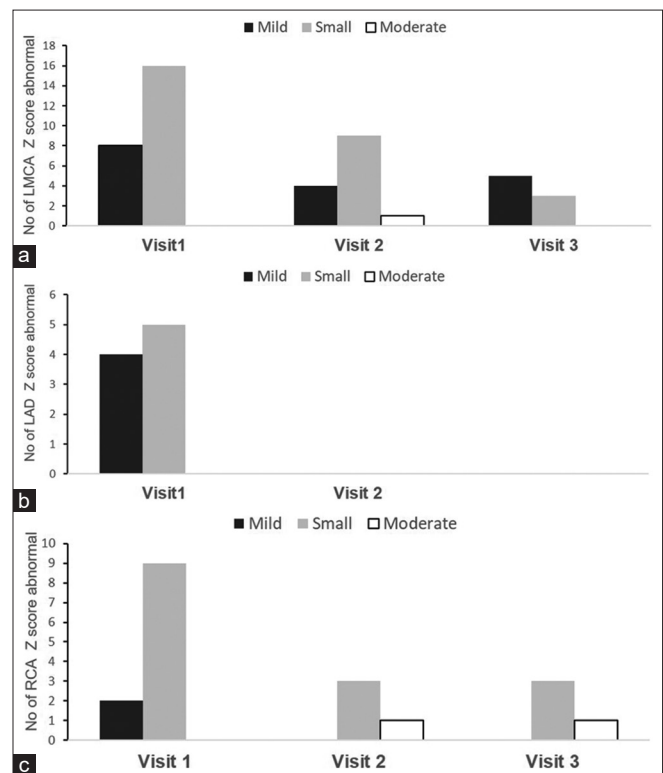 Mild Small Moderate
No of LMCA Z score abnormal
18
16
14
12
10
8
6
4
2
0
Visit1 Visit 2 Visit 3
a
Mild Small Moderate
No of LAD Z score abnormal
6
5
4
3
2
1
0
Visit1 Visit 2
b
Mild Small Moderate
No of RCA Z score abnormal
10
9
8
7
6
5
4
3
2
1
0
Visit 1 Visit 2 Visit 3
c